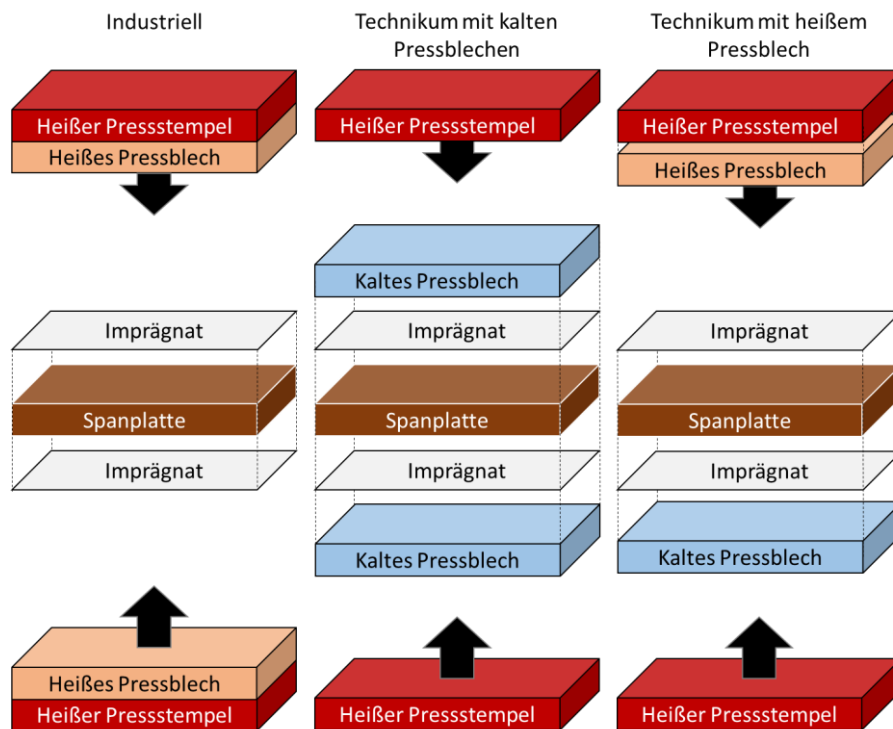 Industriell
Heißer Pressstempel
Heißes Pressblech
Imprägnat
Spanplatte
Imprägnat
Heißes Pressblech
Heißer Pressstempel
Technikum mit kalten
Pressblechen
Heißer Pressstempel
Kaltes Pressblech
Imprägnat
Spanplatte
Imprägnat
Kaltes Pressblech
Heißer Pressstempel
Technikum mit heißem
Pressblech
Heißer Pressstempel
Heißes Pressblech
Imprägnat
Spanplatte
Imprägnat
Kaltes Pressblech
Heißer Pressstempel